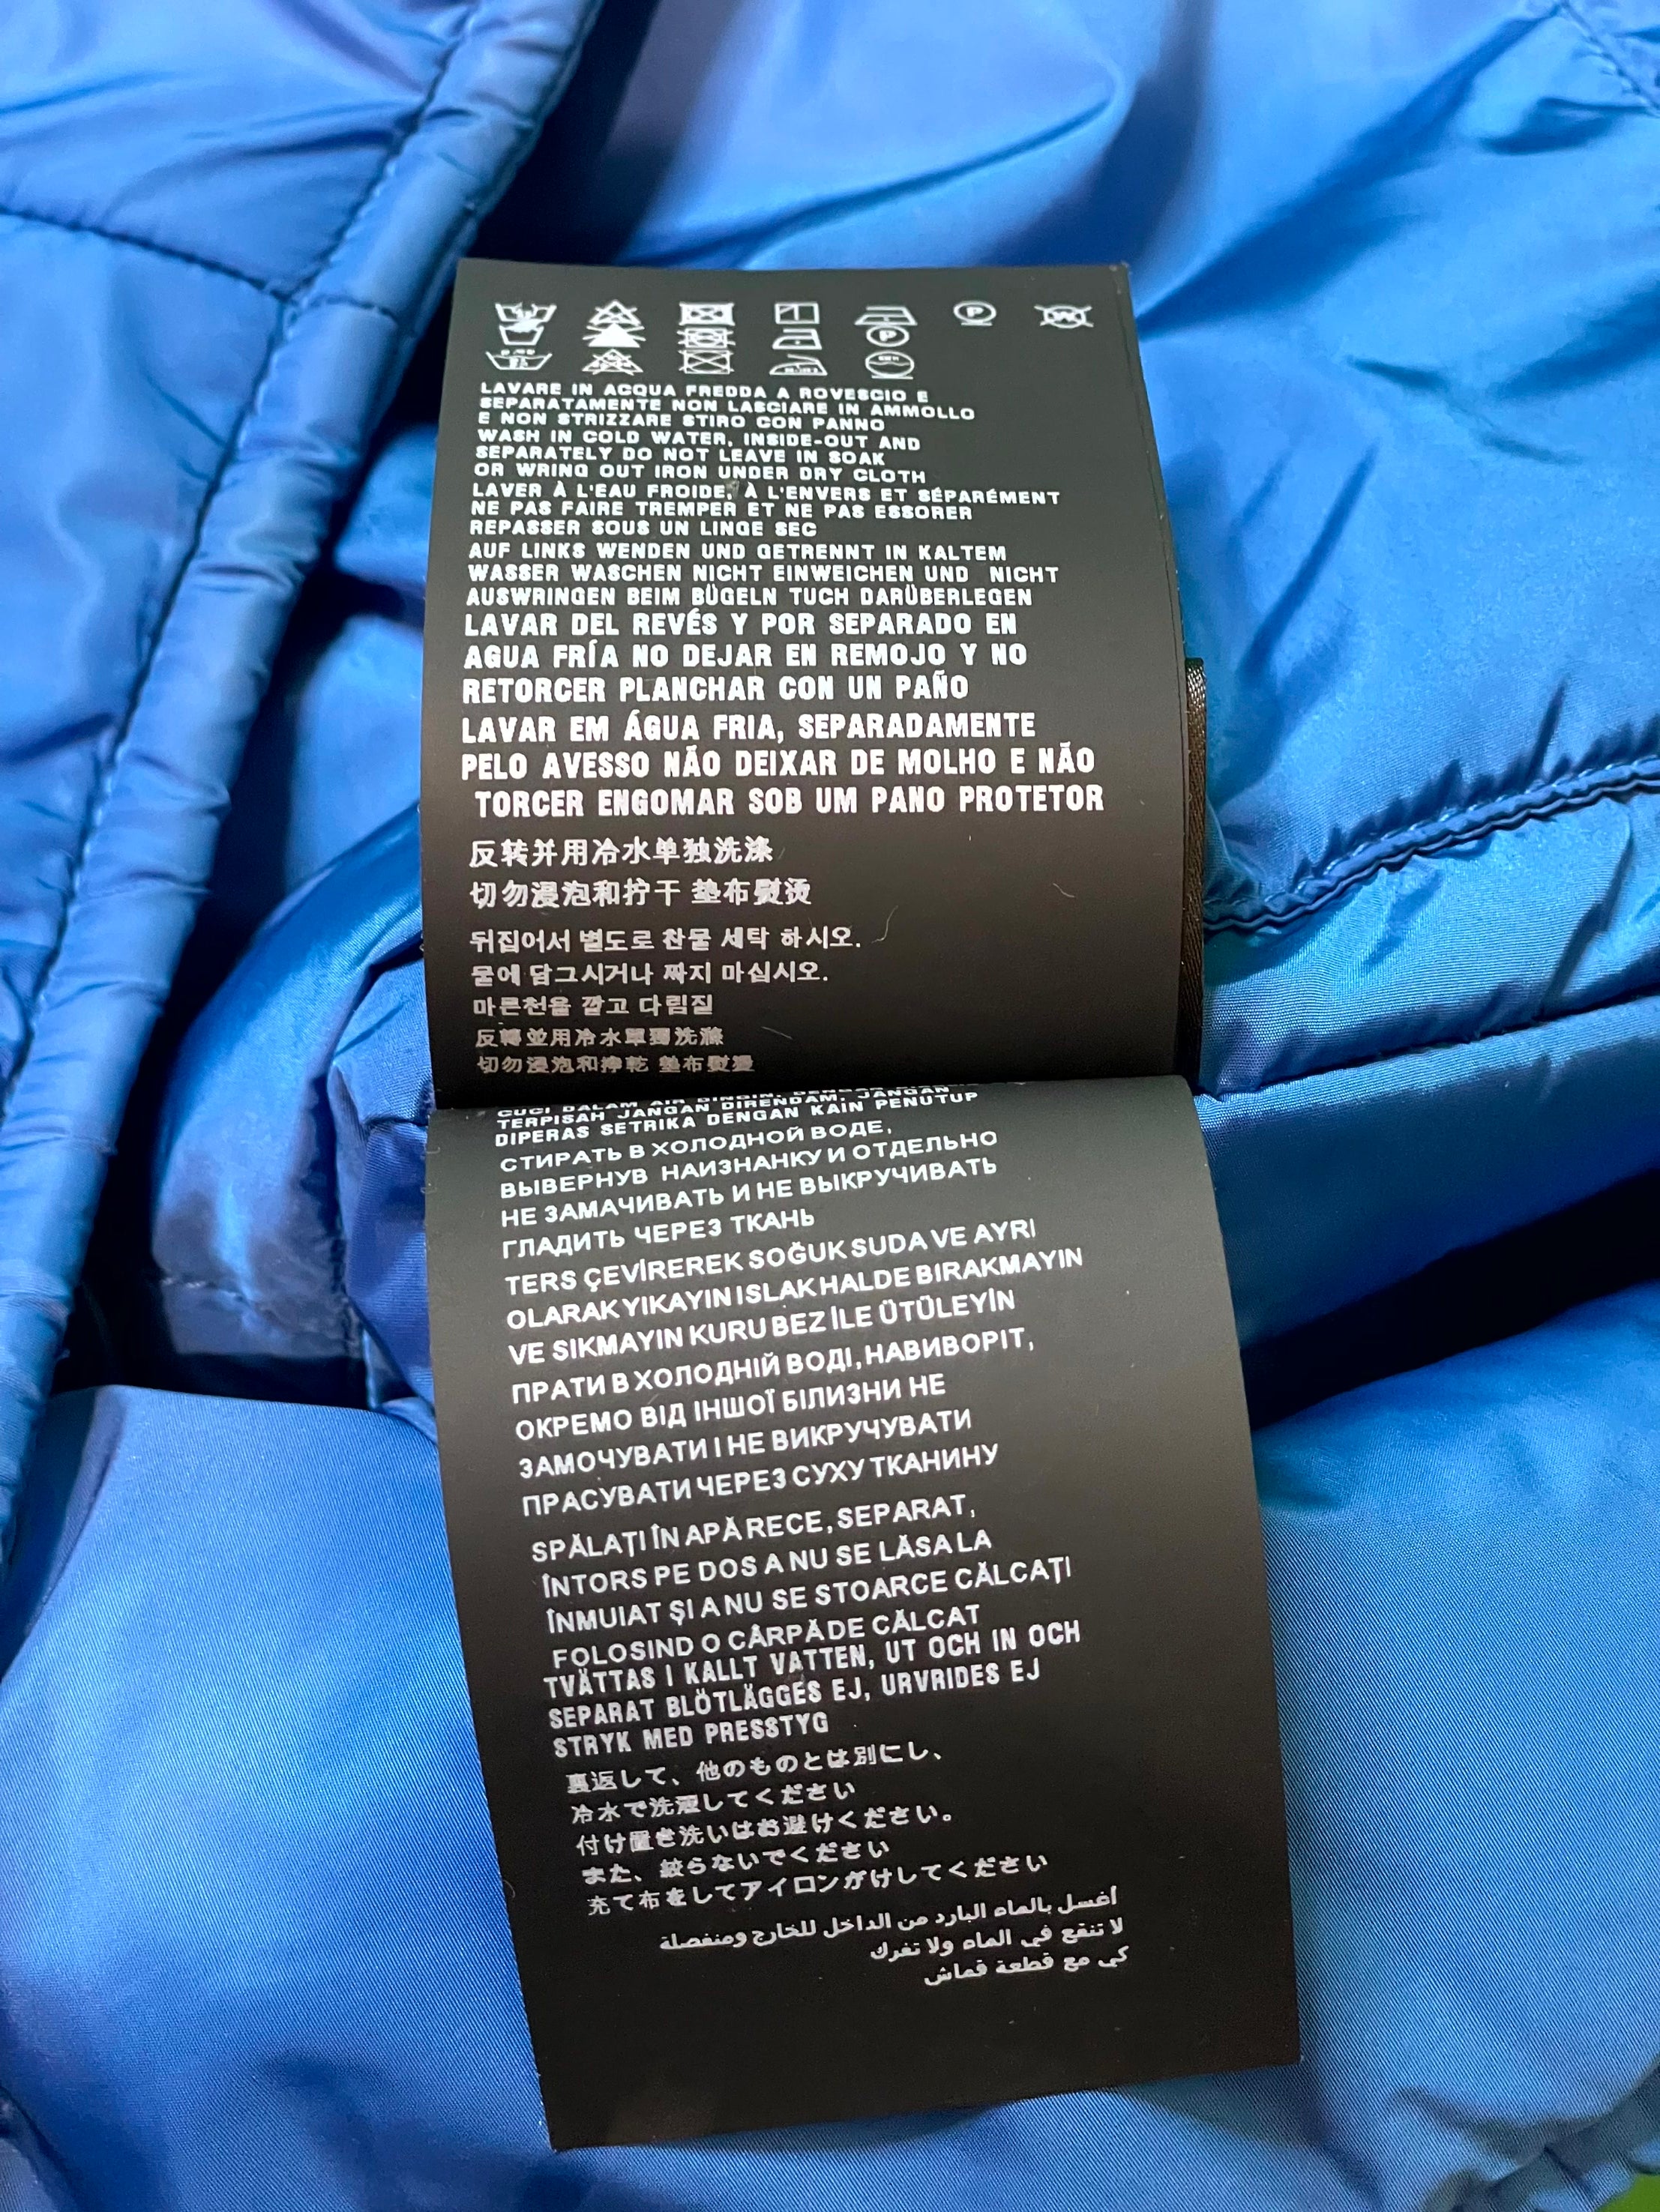 LAVARE IN ACQUA FREDDA A ROVESCIO E
SEPARATAMENTE NON LASCIARE IN AMMOLLO
E NON STRIZZARE STIRO CON PANNO
WASH IN COLD WATER, INSIDE-OUT AND
SEPARATELY DO NOT LEAVE IN SOAK
OR WRING OUT IRON UNDER DRY CLOTH
LAVER À L'EAU FROIDE, À L'ENVERS ET SÉPARÉMENT
NE PAS FAIRE TREMPER ET NE PAS ESSORER
REPASSER SOUS UN LINGE SEC
AUF LINKS WENDEN UND GETRENNT IN KALTEM
WASSER WASCHEN NICHT EINWEICHEN UND NICHT
AUSWRINGEN BEIM BÜGELN TUCH DARÜBERLEGEN
LAVAR DEL REVÉS Y POR SEPARADO EN
AGUA FRÍA NO DEJAR EN REMOJO Y NO
RETORCER PLANCHAR CON UN PAÑO
LAVAR EM ÁGUA FRIA, SEPARADAMENTE
PELO AVESSO NÃO DEIXAR DE MOLHO E NÃO
TORCER ENGOMAR SOB UM PANO PROTETOR
反转并用冷水单独洗涤
切勿浸泡和拧干 垫布熨烫
뒤집어서 별도로 찬물 세탁 하시오.
물에 담그시거나 짜지 마십시오.
마른천을 깔고 다림질
反轉並用冷水單獨洗滌
切勿浸泡和擰乾 墊布熨燙
CUCI DALAM AIR
TERPISAH JANGAN DIRENDAM, JANGAN
DIPERAS SETRIKA DENGAN KAIN PENUTUP
СТИРАТЬ В ХОЛОДНОЙ ВОДЕ,
ВЫВЕРНУВ НАИЗНАНКУ И ОТДЕЛЬНО
НЕ ЗАМАЧИВАТЬ И НЕ ВЫКРУЧИВАТЬ
ГЛАДИТЬ ЧЕРЕЗ ТКАНЬ
TERS ÇEVİREREK SOĞUK SUDA VE AYRI
OLARAK YIKAYIN ISLAK HALDE BIRAKMAYIN
VE SIKMAYIN KURU BEZ İLE ÜTÜLEYİN
ПРАТИ В ХОЛОДНІЙ ВОДІ, НАВИВОРІТ,
ОКРЕМО ВІД ІНШОЇ БІЛИЗНИ НЕ
ЗАМОЧУВАТИ І НЕ ВИКРУЧУВАТИ
ПРАСУВАТИ ЧЕРЕЗ СУХУ ТКАНИНУ
SPĂLAȚI ÎN APĂ RECE, SEPARAT,
ÎNTORS PE DOS A NU SE LĂSA LA
ÎNMUIAT ȘI A NU SE STOARCE CĂLCAȚI
FOLOSIND O CÂRPĂ DE CĂLCAT
TVÄTTAS I KALLT VATTEN, UT OCH IN OCH
SEPARAT BLÖTLÄGGES EJ, URVRIDES EJ
STRYK MED PRESSTYG
裏返して、他のものとは別にし、
冷水で洗濯してください
付け置き洗いはお避けください。
また、絞らないでください
充て布をしてアイロンがけしてください
أغسل بالماء البارد من الداخل للخارج ومنفصلة
لا تنقع في الماء ولا تفرك
كي مع قطعة قماش